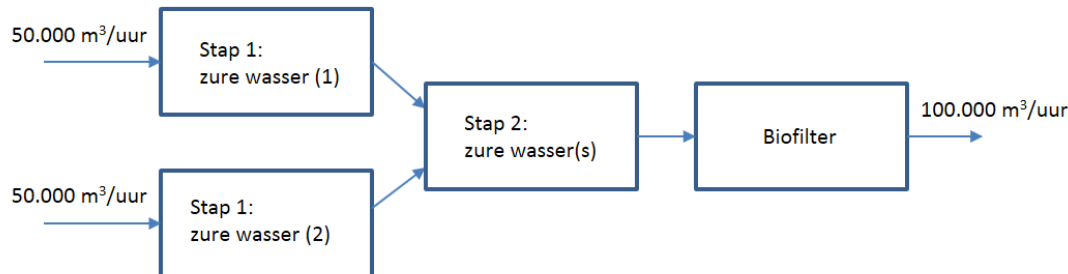 50.000 m³/uur
Stap 1:
zure wasser (1)
50.000 m³/uur
Stap 1:
zure wasser (2)
Stap 2:
zure wasser(s)
Biofilter
100.000 m³/uur